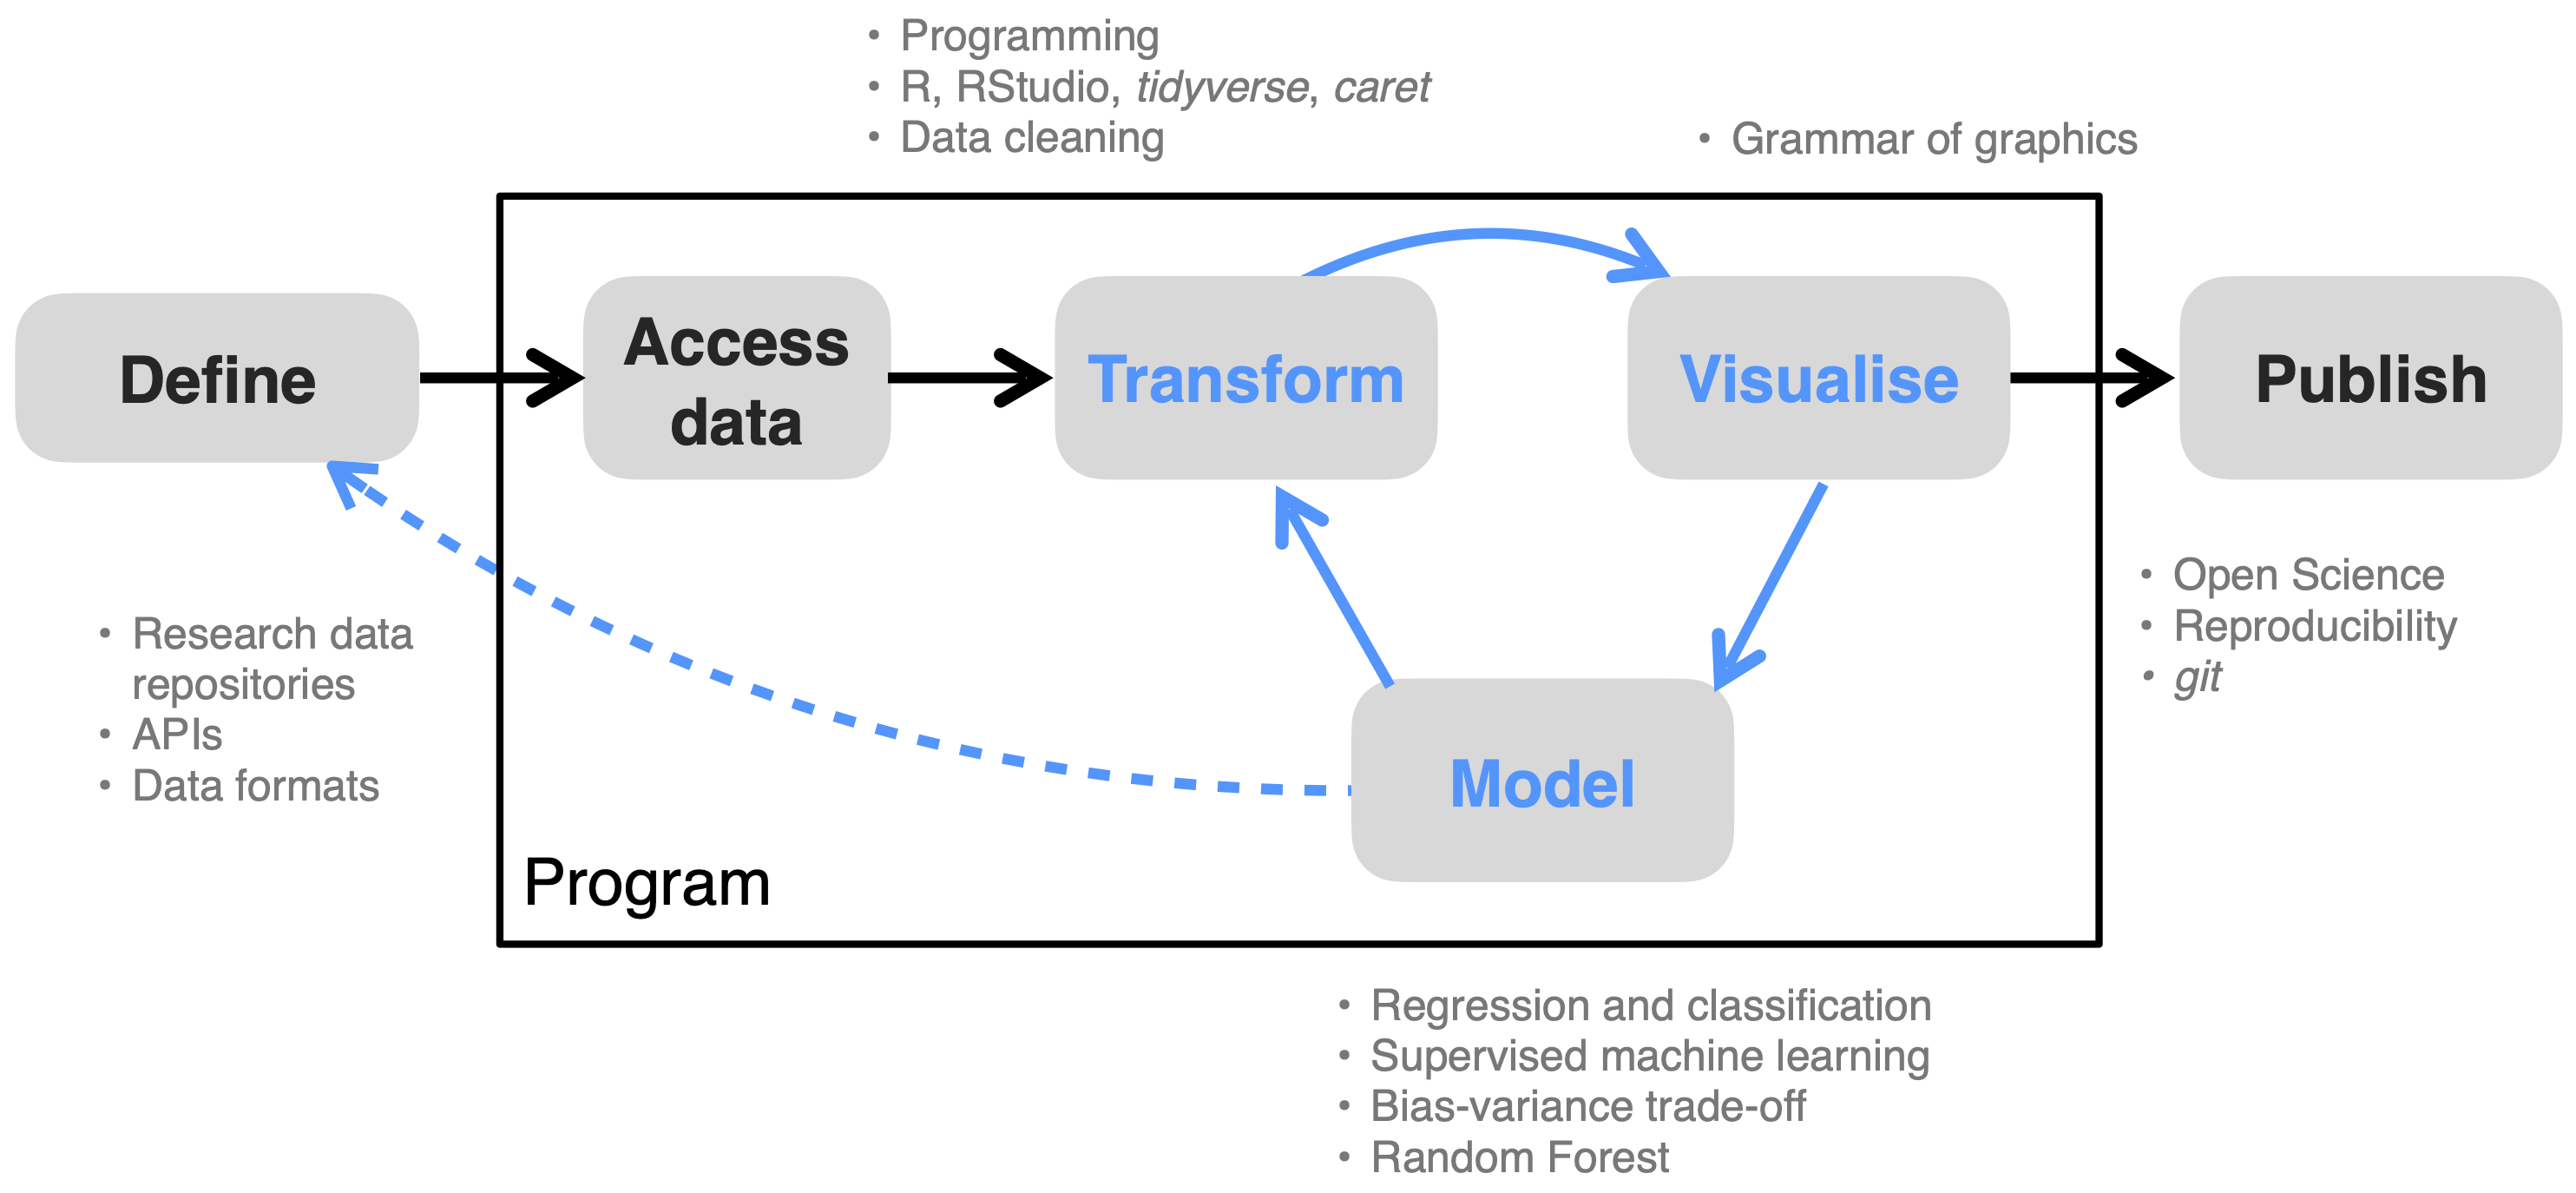 • Programming
• R, RStudio, tidyverse, caret
• Data cleaning
• Grammar of graphics
Define
Access
data
Transform
Visualise
Publish
• Research data
repositories
• APIs
• Data formats
• Open Science
• Reproducibility
• git
Model
Program
• Regression and classification
• Supervised machine learning
• Bias-variance trade-off
• Random Forest